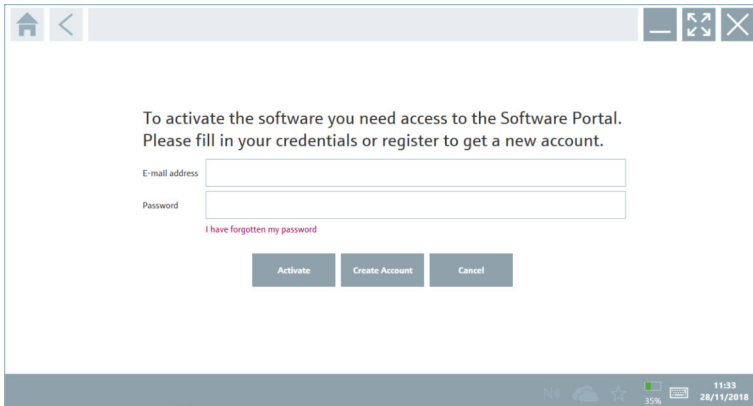 To activate the software you need access to the Software Portal.
Please fill in your credentials or register to get a new account.
E-mail address
Password
I have forgotten my password
Activate
Create Account
Cancel
35%
11:33
28/11/2018